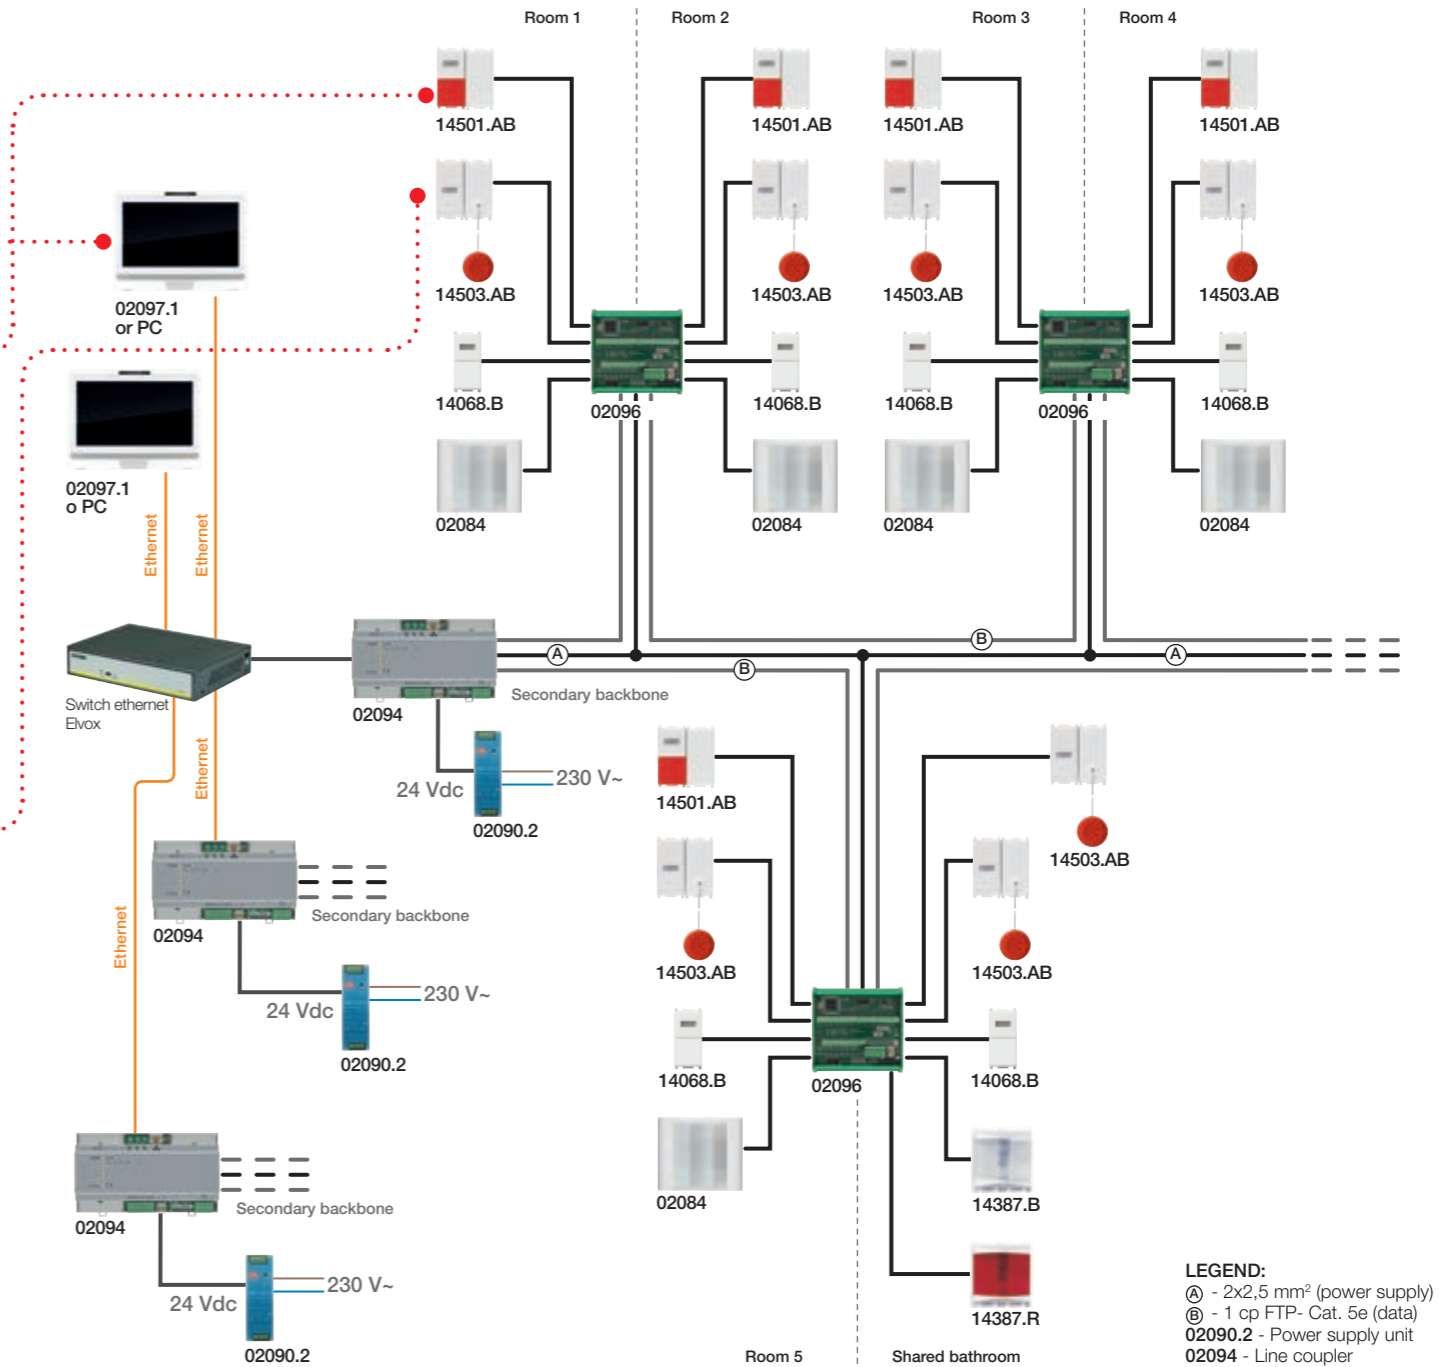 Room 1
Room 2
Room 3
Room 4
14501.AB
14501.AB
14501.AB
14501.AB
14503.AB
14503.AB
14503.AB
14503.AB
02097.1
or PC
14068.B
02096
14068.B
14068.B
02096
14068.B
02097.1
o PC
02084
02084
02084
02084
Ethernet
Ethernet
A
B
B
A
Switch ethernet
Elvox
02094
Secondary backbone
24 Vdc
230 V~
02090.2
Ethernet
14501.AB
14503.AB
02094
Secondary backbone
Ethernet
14503.AB
14503.AB
24 Vdc
230 V~
02090.2
14068.B
02096
14068.B
02084
14387.B
02094
Secondary backbone
24 Vdc
230 V~
02090.2
14387.R
Room 5
Shared bathroom
LEGEND:
A - 2x2,5 mm² (power supply)
B - 1 cp FTP- Cat. 5e (data)
02090.2 - Power supply unit
02094 - Line coupler